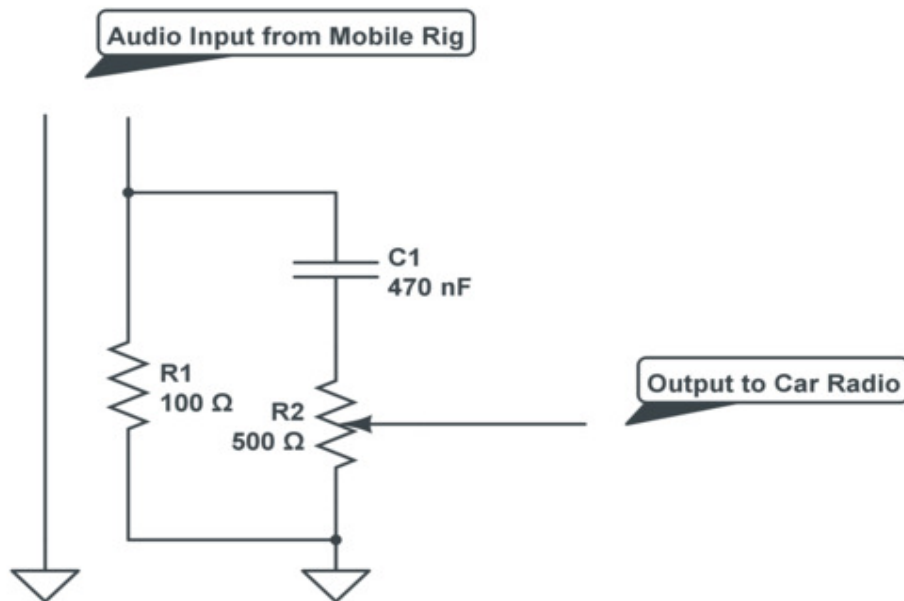 Audio Input from Mobile Rig
C1
470 nF
R1
100 Ω
R2
500 Ω
Output to Car Radio